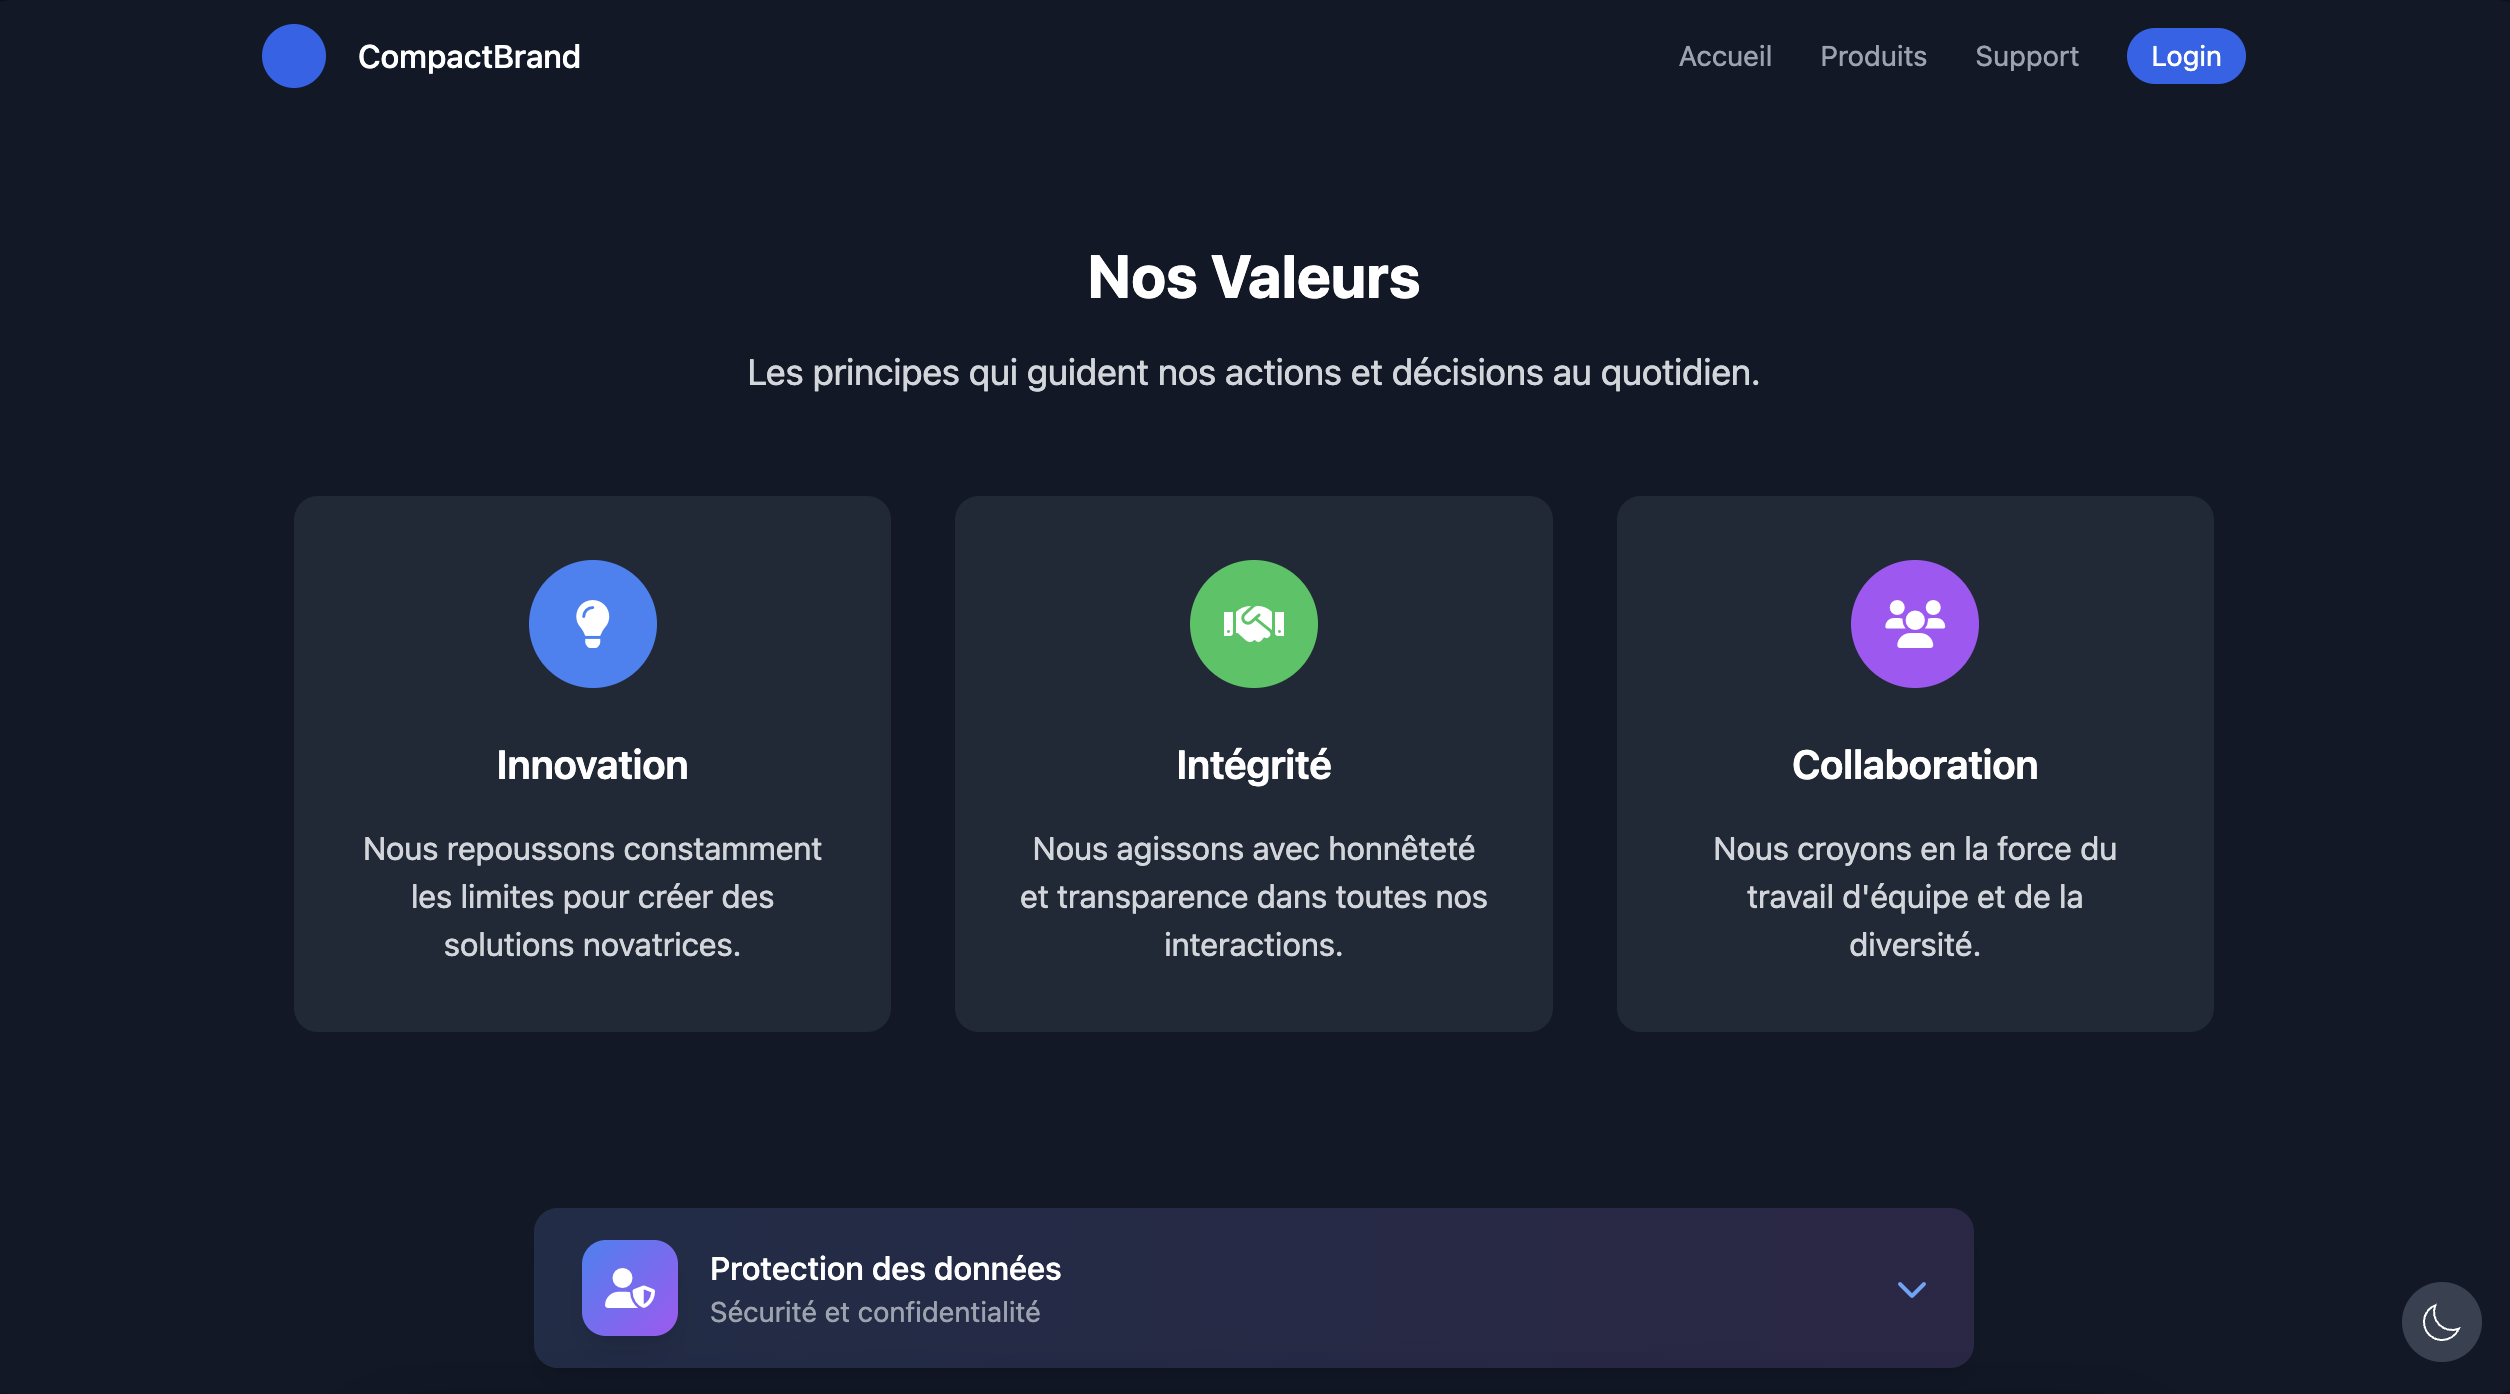 CompactBrand
Accueil
Produits
Support
Login
Nos Valeurs
Les principes qui guident nos actions et décisions au quotidien.
Innovation
Nous repoussons constamment
les limites pour créer des
solutions novatrices.
Intégrité
Nous agissons avec honnêteté
et transparence dans toutes nos
interactions.
Collaboration
Nous croyons en la force du
travail d'équipe et de la
diversité.
Protection des données
Sécurité et confidentialité